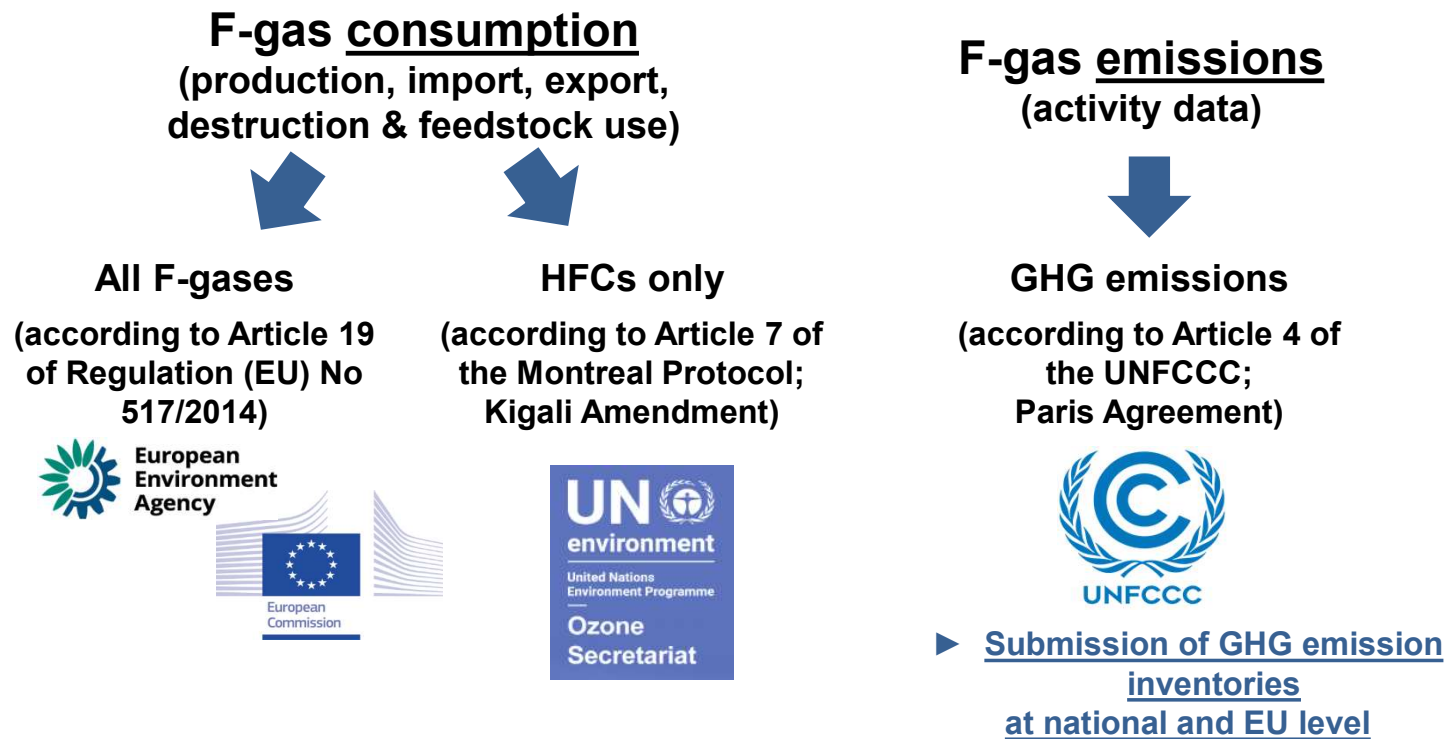 F-gas consumption
(production, import, export,
destruction & feedstock use)
All F-gases
(according to Article 19
of Regulation (EU) No
517/2014)
European
Environment
Agency
European
Commission
HFCs only
(according to Article 7 of
the Montreal Protocol;
Kigali Amendment)
UN
environment
United Nations
Environment Programme
Ozone
Secretariat
F-gas emissions
(activity data)
GHG emissions
(according to Article 4 of
the UNFCCC;
Paris Agreement)
UNFCCC
► Submission of GHG emission
inventories
at national and EU level